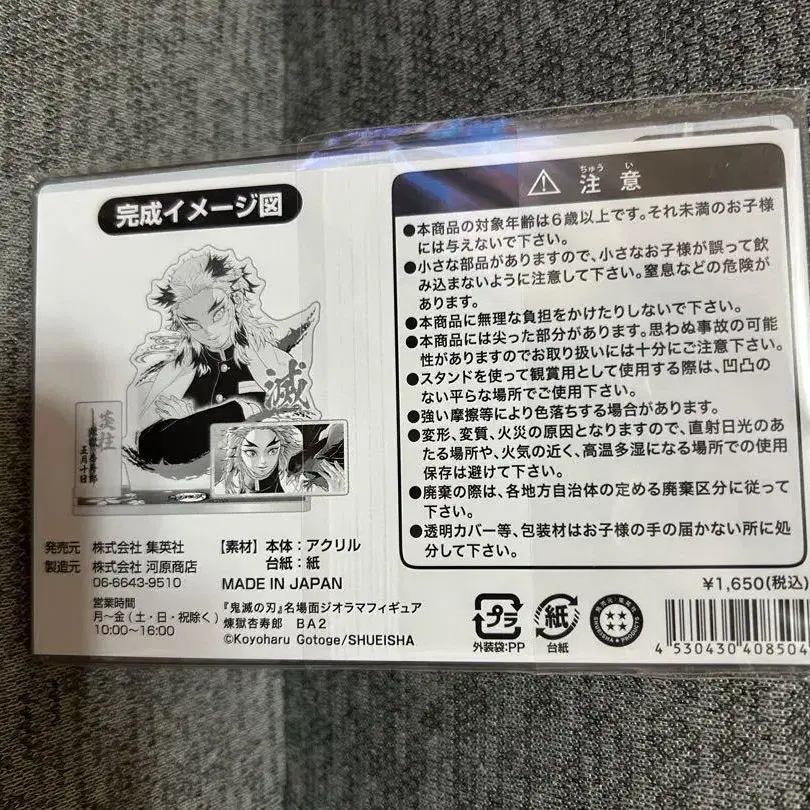 完成イメージ図
滅
炎柱
煉獄杏寿郎
五月十日
発売元 株式会社 集英社
製造元 株式会社 河原商店
06-6643-9510
営業時間
月～金(土・日・祝除く)
10:00～16:00
【素材】本体：アクリル
台紙：紙
MADE IN JAPAN
『鬼滅の刃』名場面ジオラマフィギュア
煉獄杏寿郎 BA2
©Koyoharu Gotoge/SHUEISHA
ちゅう い
注意
●本商品の対象年齢は6歳以上です。それ未満のお子様
には与えないで下さい。
●小さな部品がありますので、小さなお子様が誤って飲
み込まないように注意して下さい。窒息などの危険が
あります。
●本商品に無理な負担をかけたりしないで下さい。
●本商品には尖った部分があります。思わぬ事故の可能
性がありますのでお取り扱いには十分にご注意下さい。
●スタンドを使って観賞用として使用する際は、凹凸の
ない平らな場所でご使用下さい。
●強い摩擦等により色落ちする場合があります。
●変形、変質、火災の原因となりますので、直射日光のあ
たる場所や、火気の近く、高温多湿になる場所での使用
保存は避けて下さい。
●廃棄の際は、各地方自治体の定める廃棄区分に従って
下さい。
●透明カバー等、包装材はお子様の手の届かない所に処
分して下さい。
¥1,650(税込)
プラ
外装袋:PP
紙
台紙
発売元・集英社
SHUEISHA PRODUCTS
4 530430 408504